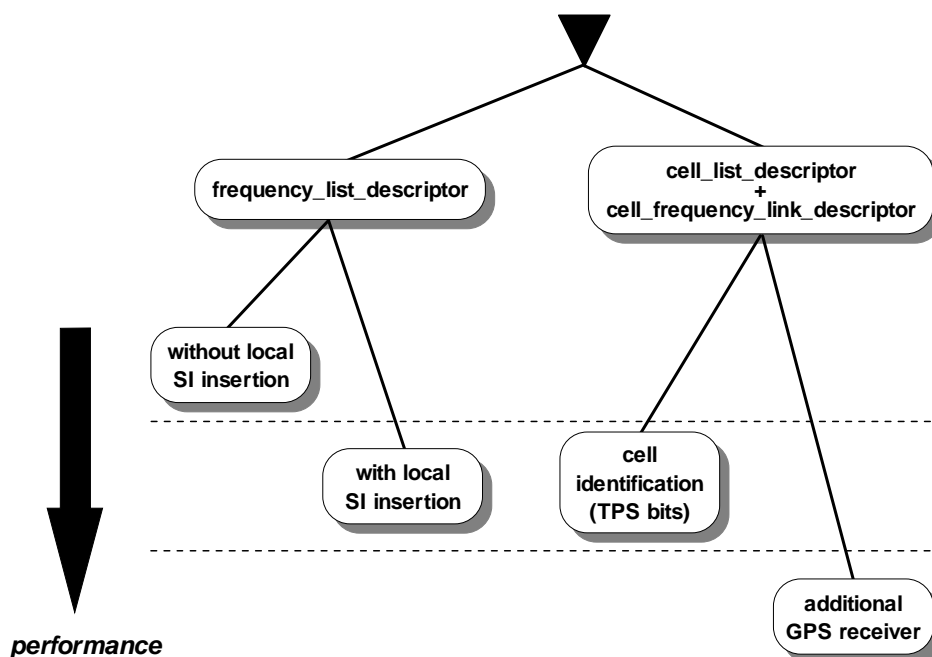 frequency_list_descriptor
cell_list_descriptor
+
cell_frequency_link_descriptor
without local
SI insertion
with local
SI insertion
cell
identification
(TPS bits)
additional
GPS receiver
performance